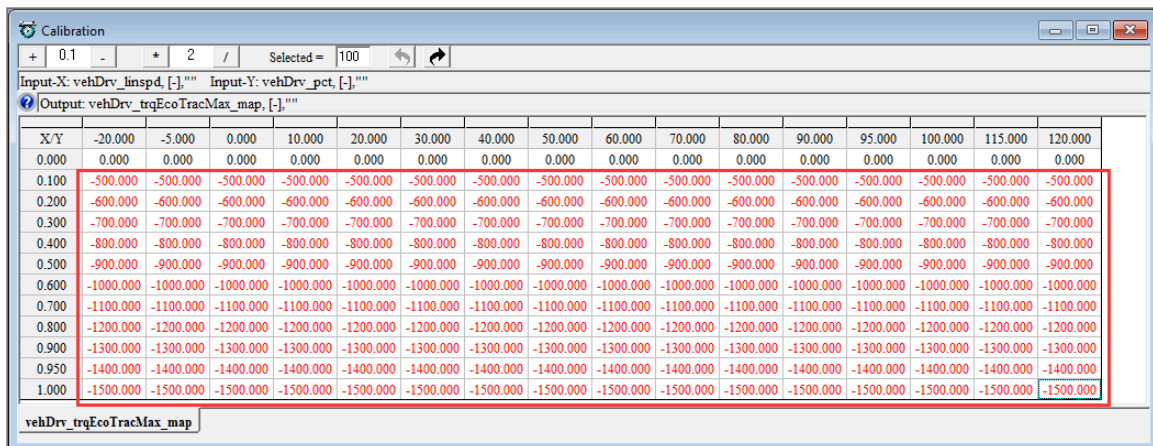 Calibration
+ 0.1 - * 2 / Selected = 100
Input-X: vehDrv_linspd, [-],"" Input-Y: vehDrv_pct, [-],""
? Output: vehDrv_trqEcoTracMax_map, [-],""
X/Y -20.000 -5.000 0.000 10.000 20.000 30.000 40.000 50.000 60.000 70.000 80.000 90.000 95.000 100.000 115.000 120.000
0.000 0.000 0.000 0.000 0.000 0.000 0.000 0.000 0.000 0.000 0.000 0.000 0.000 0.000 0.000 0.000 0.000
0.100 -500.000 -500.000 -500.000 -500.000 -500.000 -500.000 -500.000 -500.000 -500.000 -500.000 -500.000 -500.000 -500.000 -500.000 -500.000 -500.000
0.200 -600.000 -600.000 -600.000 -600.000 -600.000 -600.000 -600.000 -600.000 -600.000 -600.000 -600.000 -600.000 -600.000 -600.000 -600.000 -600.000
0.300 -700.000 -700.000 -700.000 -700.000 -700.000 -700.000 -700.000 -700.000 -700.000 -700.000 -700.000 -700.000 -700.000 -700.000 -700.000 -700.000
0.400 -800.000 -800.000 -800.000 -800.000 -800.000 -800.000 -800.000 -800.000 -800.000 -800.000 -800.000 -800.000 -800.000 -800.000 -800.000 -800.000
0.500 -900.000 -900.000 -900.000 -900.000 -900.000 -900.000 -900.000 -900.000 -900.000 -900.000 -900.000 -900.000 -900.000 -900.000 -900.000 -900.000
0.600 -1000.000 -1000.000 -1000.000 -1000.000 -1000.000 -1000.000 -1000.000 -1000.000 -1000.000 -1000.000 -1000.000 -1000.000 -1000.000 -1000.000 -1000.000 -1000.000
0.700 -1100.000 -1100.000 -1100.000 -1100.000 -1100.000 -1100.000 -1100.000 -1100.000 -1100.000 -1100.000 -1100.000 -1100.000 -1100.000 -1100.000 -1100.000 -1100.000
0.800 -1200.000 -1200.000 -1200.000 -1200.000 -1200.000 -1200.000 -1200.000 -1200.000 -1200.000 -1200.000 -1200.000 -1200.000 -1200.000 -1200.000 -1200.000 -1200.000
0.900 -1300.000 -1300.000 -1300.000 -1300.000 -1300.000 -1300.000 -1300.000 -1300.000 -1300.000 -1300.000 -1300.000 -1300.000 -1300.000 -1300.000 -1300.000 -1300.000
0.950 -1400.000 -1400.000 -1400.000 -1400.000 -1400.000 -1400.000 -1400.000 -1400.000 -1400.000 -1400.000 -1400.000 -1400.000 -1400.000 -1400.000 -1400.000 -1400.000
1.000 -1500.000 -1500.000 -1500.000 -1500.000 -1500.000 -1500.000 -1500.000 -1500.000 -1500.000 -1500.000 -1500.000 -1500.000 -1500.000 -1500.000 -1500.000 -1500.000
vehDrv_trqEcoTracMax_map